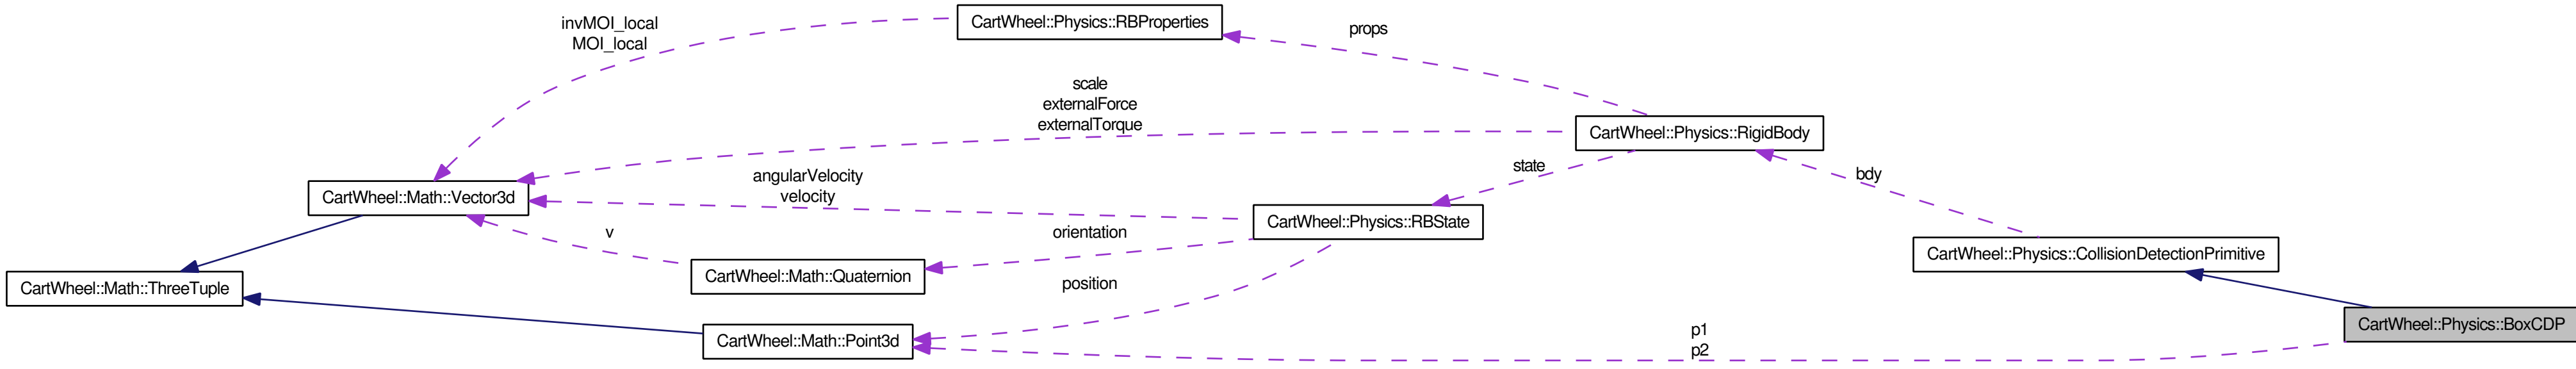 invMOI_local
MOI_local
CartWheel::Physics::RBProperties
props
scale
externalForce
externalTorque
CartWheel::Physics::RigidBody
state
bdy
angularVelocity
velocity
CartWheel::Math::Vector3d
CartWheel::Physics::RBState
v
orientation
CartWheel::Physics::CollisionDetectionPrimitive
CartWheel::Math::Quaternion
CartWheel::Math::ThreeTuple
position
CartWheel::Math::Point3d
p1
p2
CartWheel::Physics::BoxCDP